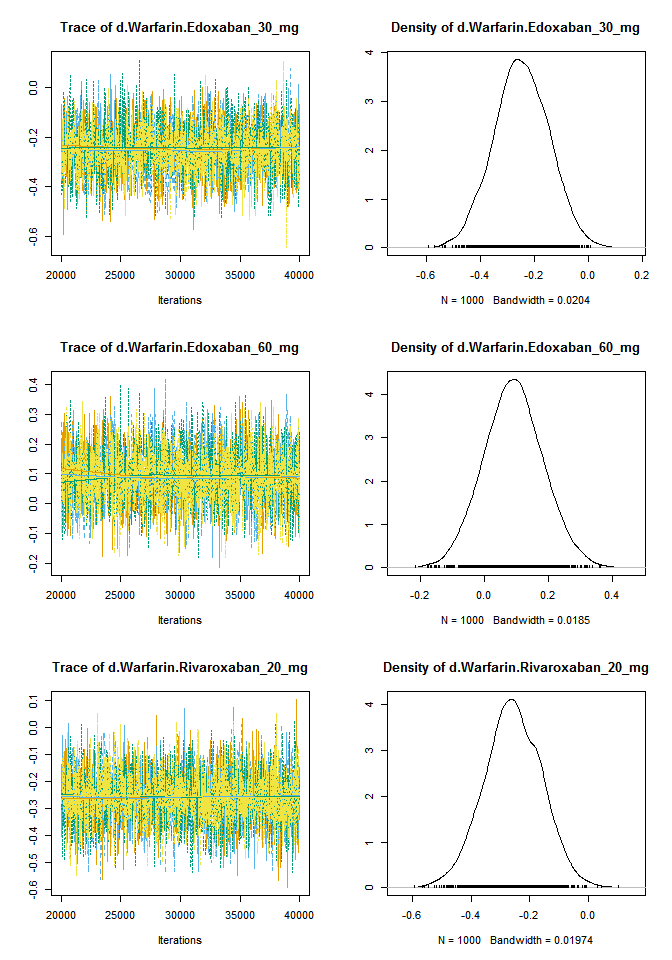 Trace of d.Warfarin.Edoxaban_30_mg
0.0
-0.2
-0.4
-0.6
20000 25000 30000 35000 40000
Iterations
Density of d.Warfarin.Edoxaban_30_mg
4
3
2
1
0
-0.6 -0.4 -0.2 0.0 0.2
N = 1000 Bandwidth = 0.0204
Trace of d.Warfarin.Edoxaban_60_mg
0.4
0.3
0.2
0.1
0.0
-0.1
-0.2
20000 25000 30000 35000 40000
Iterations
Density of d.Warfarin.Edoxaban_60_mg
4
3
2
1
0
-0.2 0.0 0.2 0.4
N = 1000 Bandwidth = 0.0185
Trace of d.Warfarin.Rivaroxaban_20_mg
0.1
0.0
-0.1
-0.2
-0.3
-0.4
-0.5
-0.6
20000 25000 30000 35000 40000
Iterations
Density of d.Warfarin.Rivaroxaban_20_mg
4
3
2
1
0
-0.6 -0.4 -0.2 0.0
N = 1000 Bandwidth = 0.01974